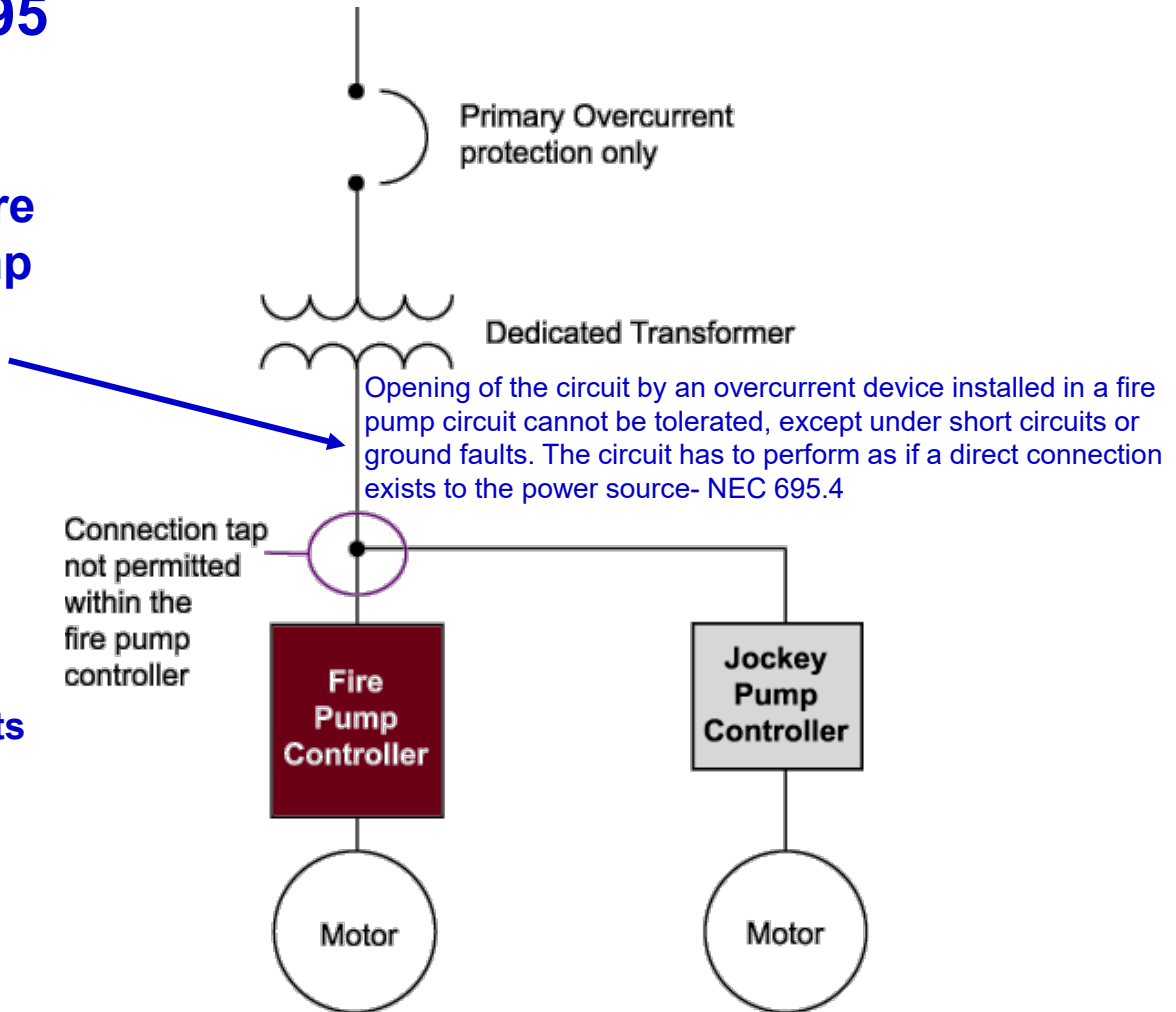 95
Primary Overcurrent
protection only
re
Dedicated Transformer
Opening of the circuit by an overcurrent device installed in a fire
pump circuit cannot be tolerated, except under short circuits or
ground faults. The circuit has to perform as if a direct connection
exists to the power source- NEC 695.4
Connection tap
not permitted
within the
fire pump
controller
ts
Fire
Pump
Controller
Jockey
Pump
Controller
Motor
Motor